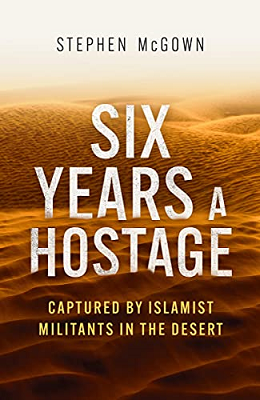 STEPHEN McGOWN
SIX
YEARS A
HOSTAGE
CAPTURED BY ISLAMIST
MILITANTS IN THE DESERT